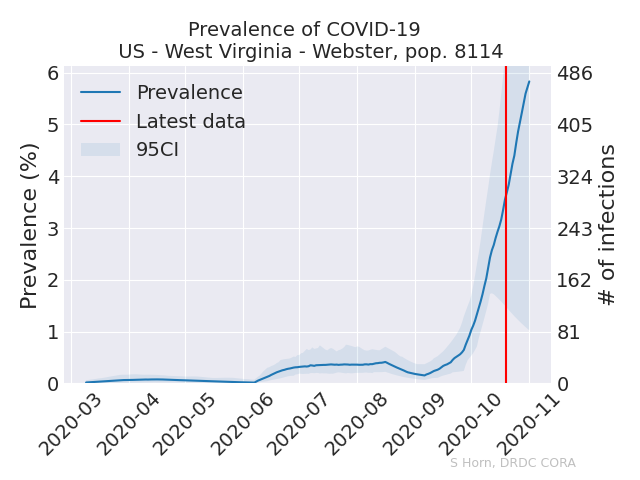 Prevalence of COVID-19
US - West Virginia - Webster, pop. 8114
Prevalence
Latest data
95CI
Prevalence (%)
6
5
4
3
2
1
0
486
405
324
243
162
81
0
# of infections
2020-03
2020-04
2020-05
2020-06
2020-07
2020-08
2020-09
2020-10
2020-11
S Horn, DRDC CORA